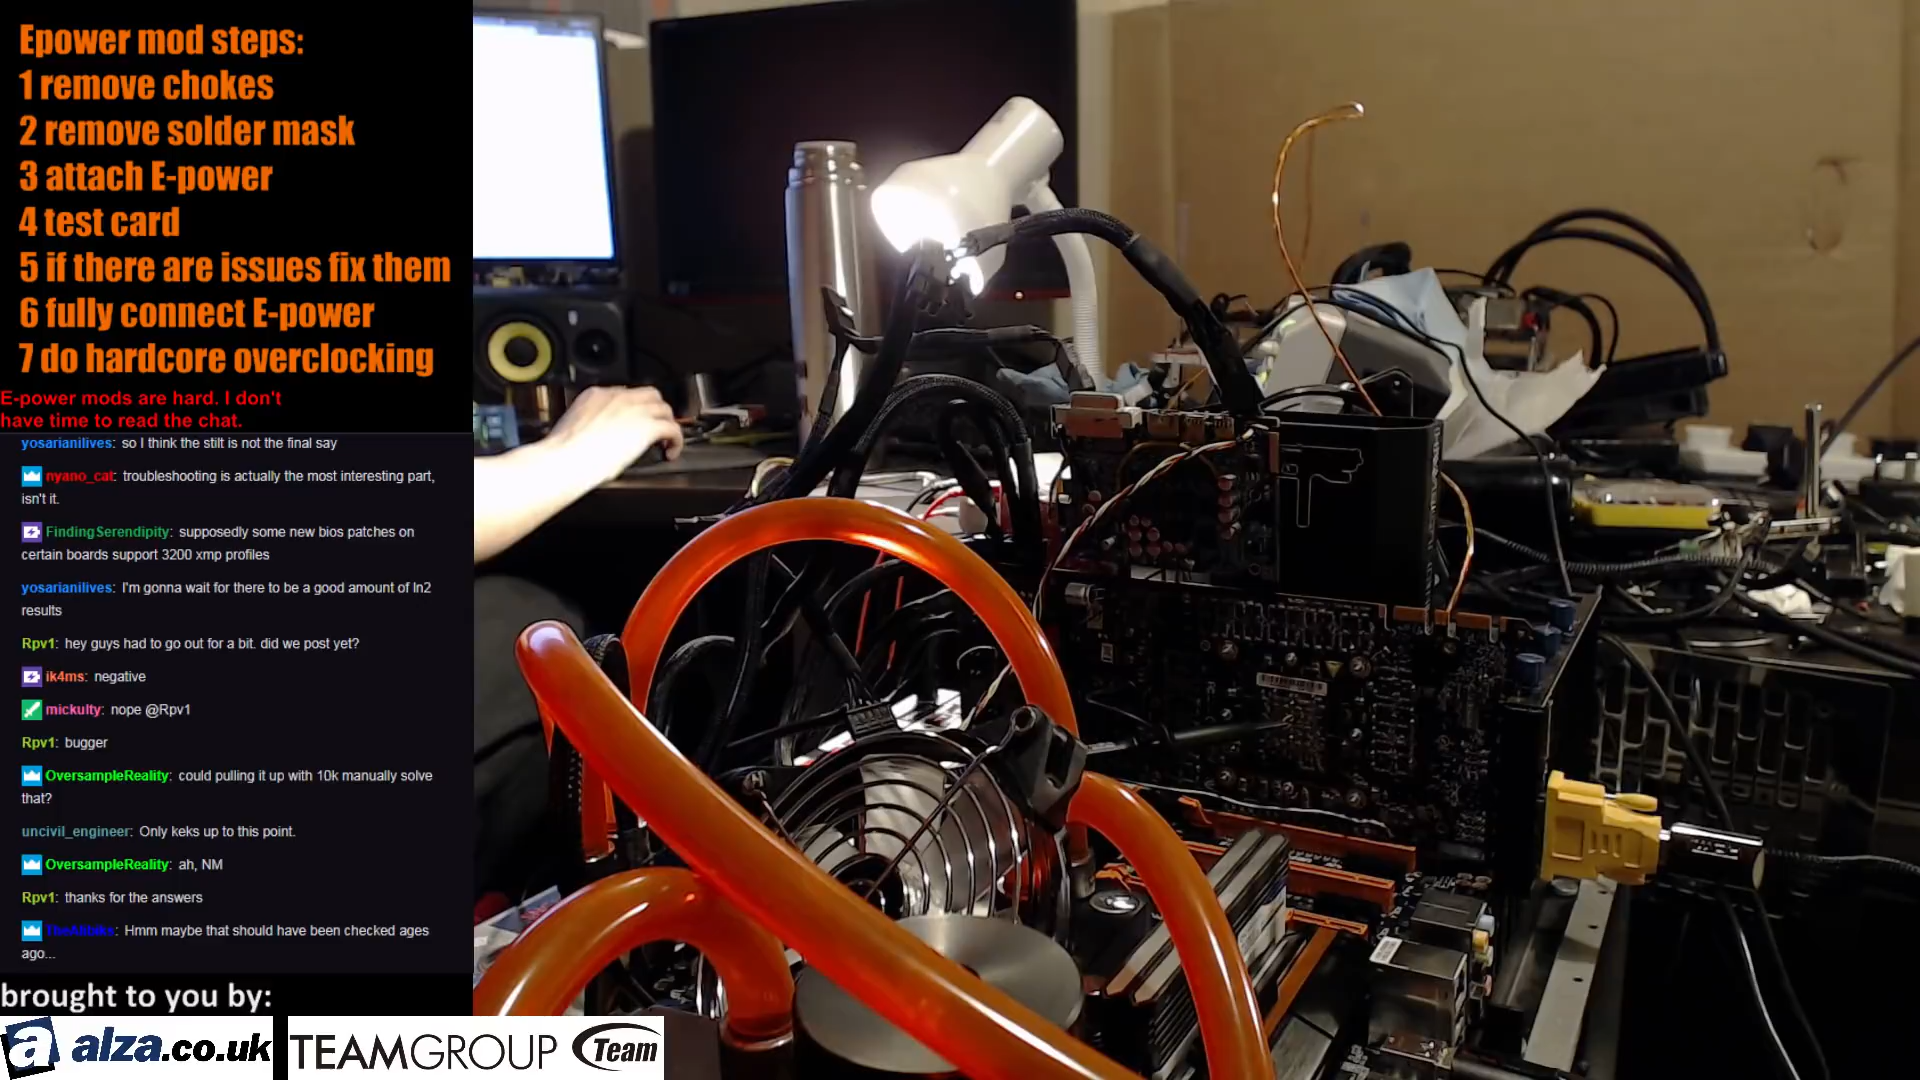 Epower mod steps:
1 remove chokes
2 remove solder mask
3 attach E-power
4 test card
5 if there are issues fix them
6 fully connect E-power
7 do hardcore overclocking
E-power mods are hard. I don't
have time to read the chat.
yosarianilives: so I think the stilt is not the final say
nyano_cat: troubleshooting is actually the most interesting part,
isn't it.
FindingSerendipity: supposedly some new bios patches on
certain boards support 3200 xmp profiles
yosarianilives: I'm gonna wait for there to be a good amount of ln2
results
Rpv1: hey guys had to go out for a bit. did we post yet?
ik4ms: negative
mickulty: nope @Rpv1
Rpv1: bugger
OversampleReality: could pulling it up with 10k manually solve
that?
uncivil_engineer: Only keks up to this point.
OversampleReality: ah, NM
Rpv1: thanks for the answers
Hmm maybe that should have been checked ages
ago...
brought to you by:
a alza.co.uk TEAMGROUP Team